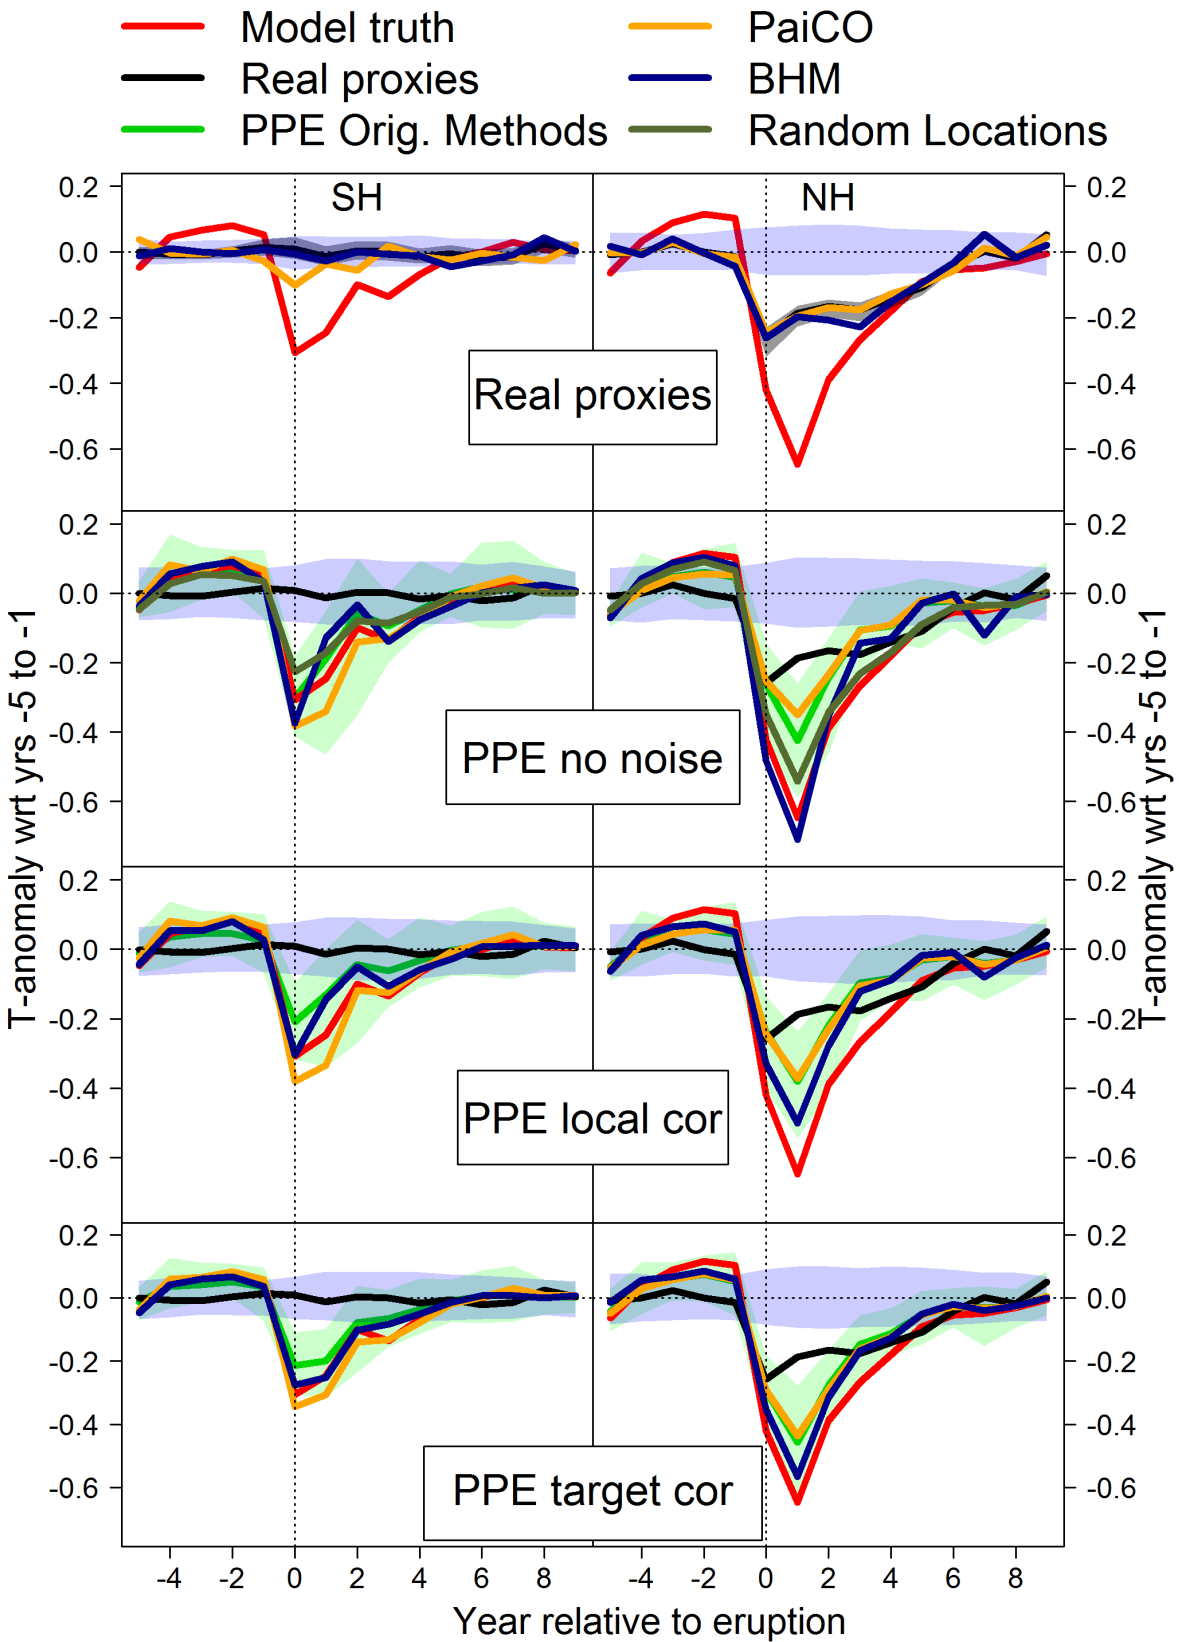 Model truth
PaiCO
Real proxies
BHM
PPE Orig. Methods
Random Locations
SH
NH
0.2
0.0
-0.2
-0.4
-0.6
0.2
0.0
-0.2
-0.4
-0.6
Real proxies
0.2
0.0
-0.2
-0.4
-0.6
0.2
0.0
-0.2
-0.4
-0.6
PPE no noise
T-anomaly wrt yrs -5 to -1
T-anomaly wrt yrs -5 to -1
0.2
0.0
-0.2
-0.4
-0.6
0.2
0.0
-0.2
-0.4
-0.6
PPE local cor
0.2
0.0
-0.2
-0.4
-0.6
0.2
0.0
-0.2
-0.4
-0.6
PPE target cor
-4 -2 0 2 4 6 8 -4 -2 0 2 4 6 8
Year relative to eruption